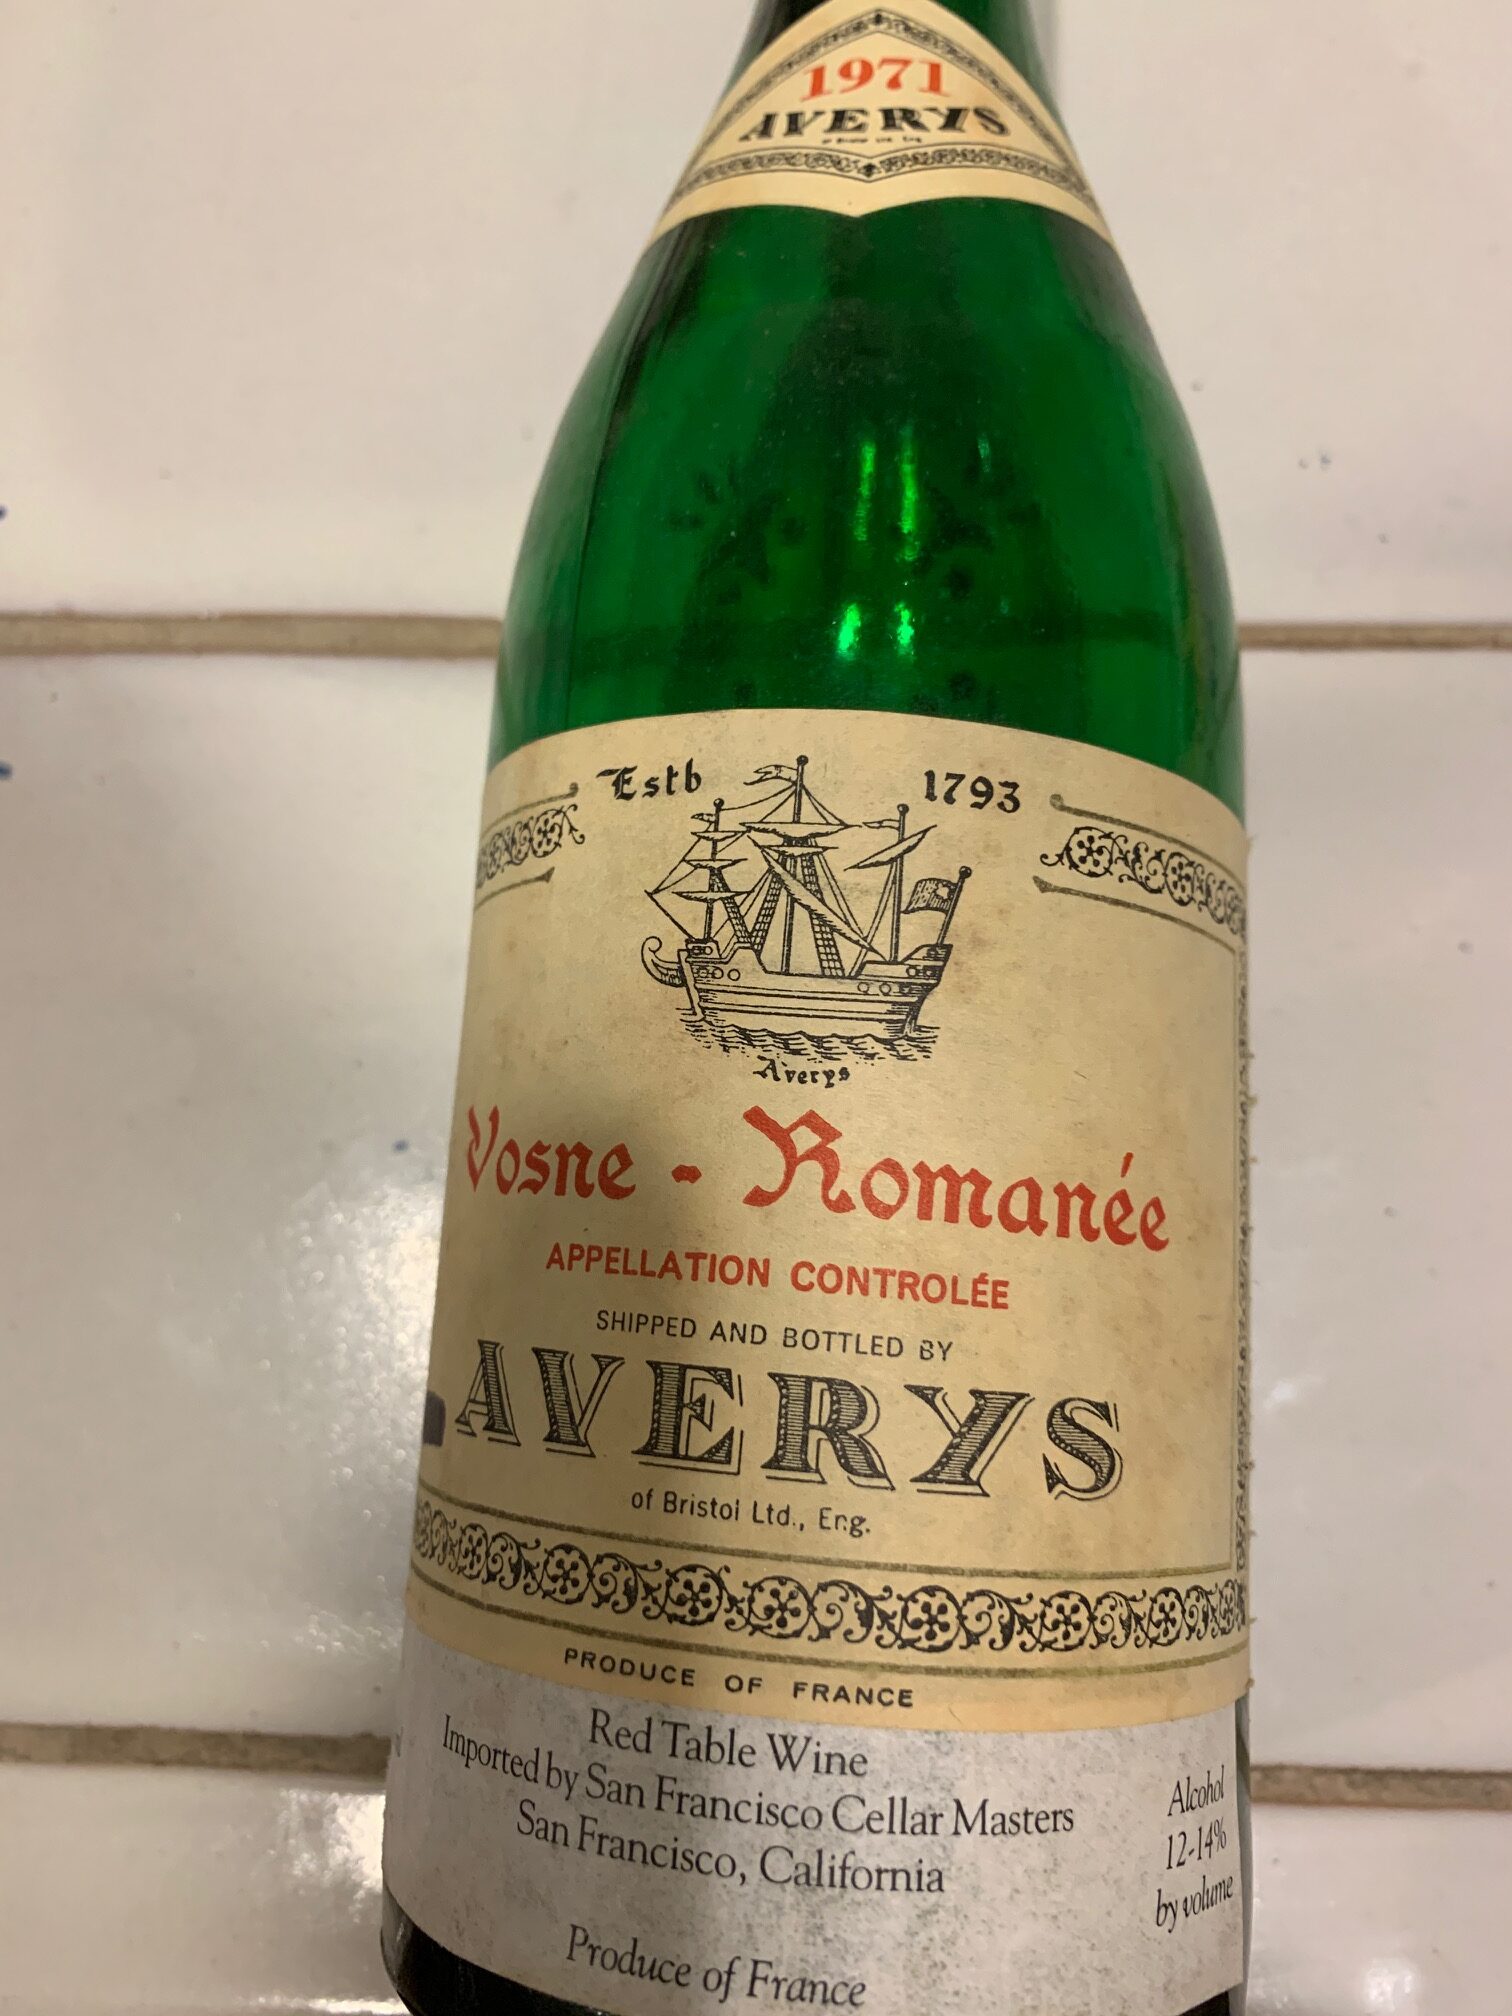 1971
AVERYS
Estb 1793
Averys
Vosne - Romanée
APPELLATION CONTROLÉE
SHIPPED AND BOTTLED BY
AVERYS
of Bristol Ltd., Eng.
PRODUCE OF FRANCE
Red Table Wine
Imported by San Francisco Cellar Masters
San Francisco, California
Produce of France
Alcohol
12-14%
by volume